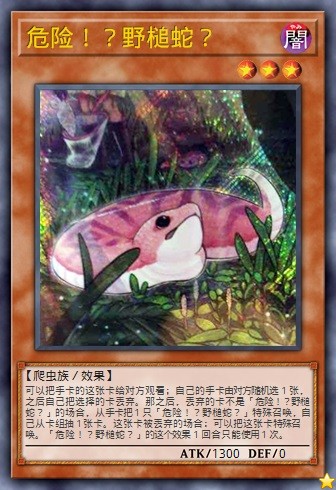 危险！？野槌蛇？
闇
【爬虫族／效果】
可以把手卡的这张卡给对方观看；自己的手卡由对方随机选1张，
之后自己把选择的卡丢弃。那之后，丢弃的卡不是「危险！？野槌
蛇？」的场合，从手卡把1只「危险！？野槌蛇？」特殊召唤，自
己从卡组抽1张卡。这张卡被丢弃的场合：可以把这张卡特殊召
唤。「危险！？野槌蛇？」的这个效果1回合只能使用1次。
ATK/1300 DEF/0